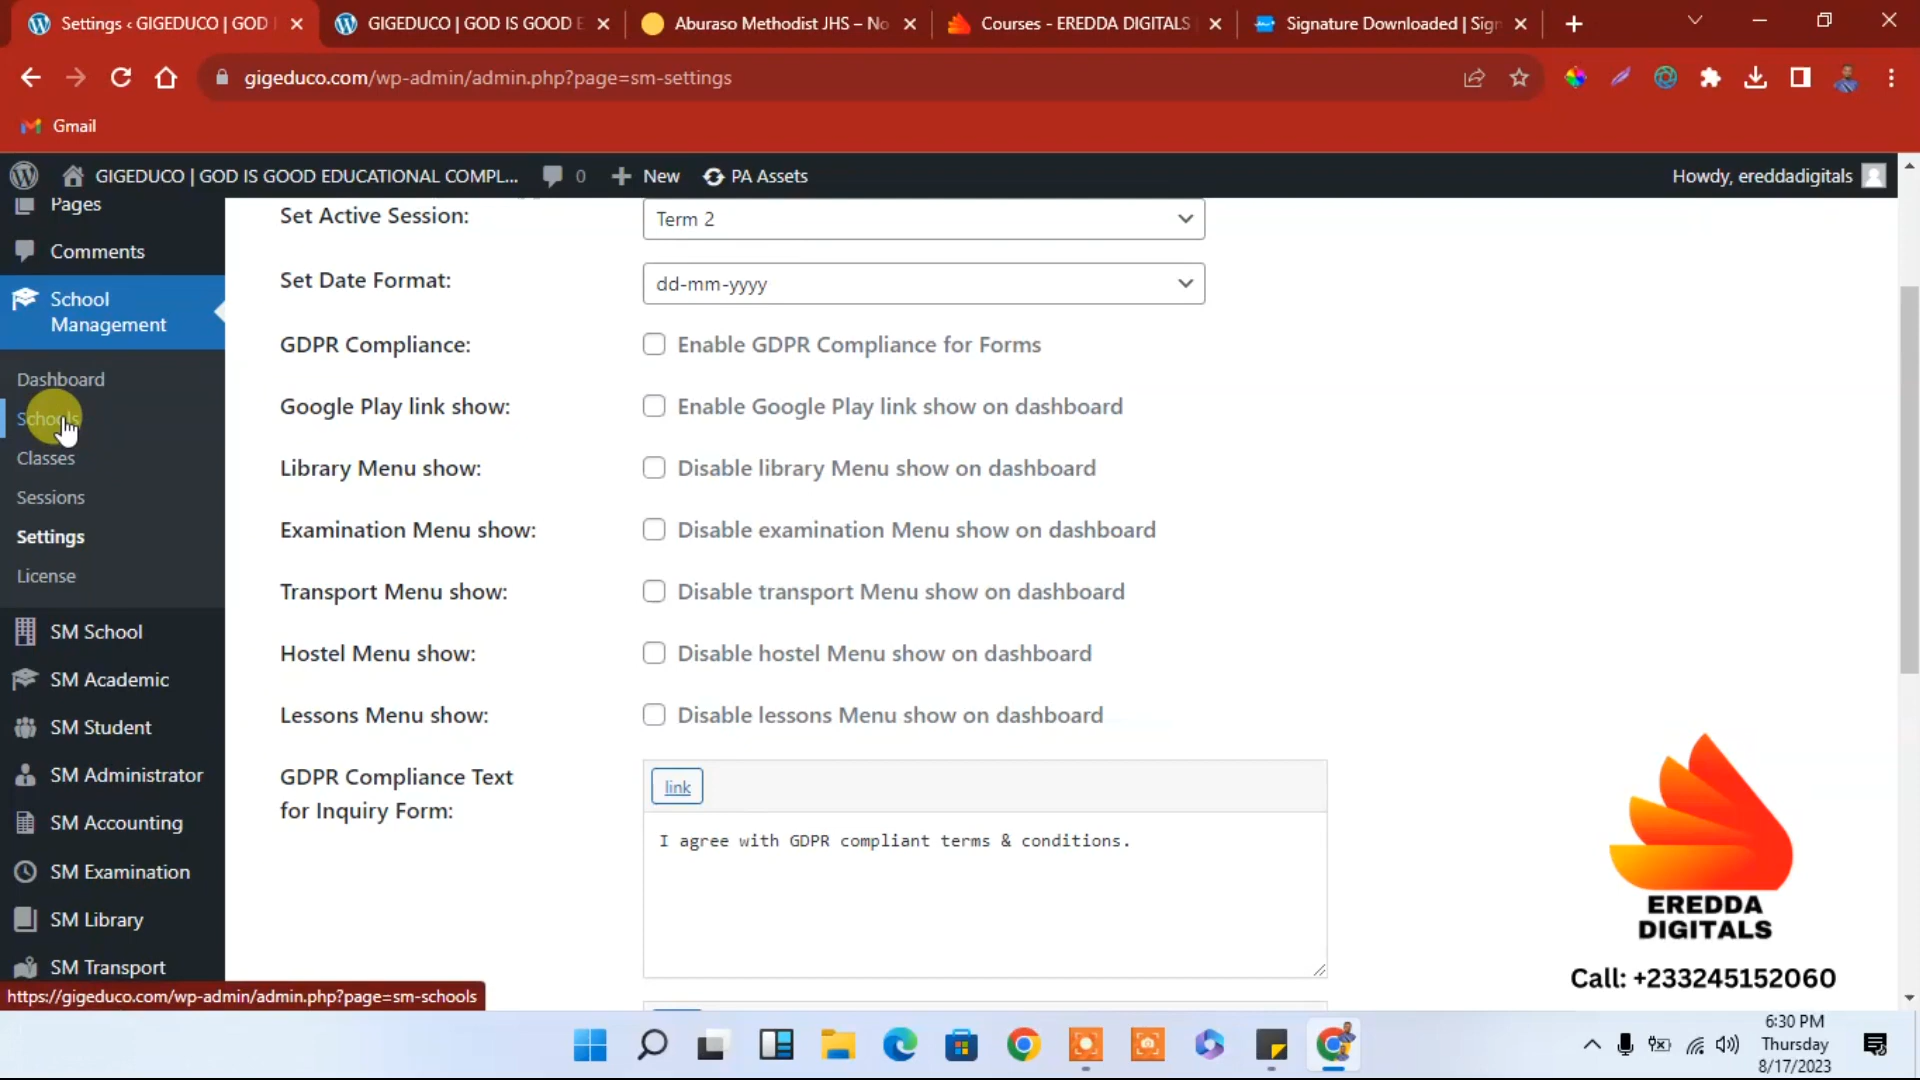 Settings ‹ GIGEDUCO | GOD
GIGEDUCO | GOD IS GOOD E
Aburaso Methodist JHS – No
Courses - EREDDA DIGITALS
Signature Downloaded | Sign
gigeduco.com/wp-admin/admin.php?page=sm-settings
Gmail
GIGEDUCO | GOD IS GOOD EDUCATIONAL COMPL...
0
New
PA Assets
Howdy, ereddadigitals
Pages
Comments
School Management
Dashboard
Schools
Classes
Sessions
Settings
License
SM School
SM Academic
SM Student
SM Administrator
SM Accounting
SM Examination
SM Library
SM Transport
https://gigeduco.com/wp-admin/admin.php?page=sm-schools
Set Active Session:
Term 2
Set Date Format:
dd-mm-yyyy
GDPR Compliance:
Enable GDPR Compliance for Forms
Google Play link show:
Enable Google Play link show on dashboard
Library Menu show:
Disable library Menu show on dashboard
Examination Menu show:
Disable examination Menu show on dashboard
Transport Menu show:
Disable transport Menu show on dashboard
Hostel Menu show:
Disable hostel Menu show on dashboard
Lessons Menu show:
Disable lessons Menu show on dashboard
GDPR Compliance Text
for Inquiry Form:
link
I agree with GDPR compliant terms & conditions.
EREDDA
DIGITALS
Call: +233245152060
6:30 PM
Thursday
8/17/2023